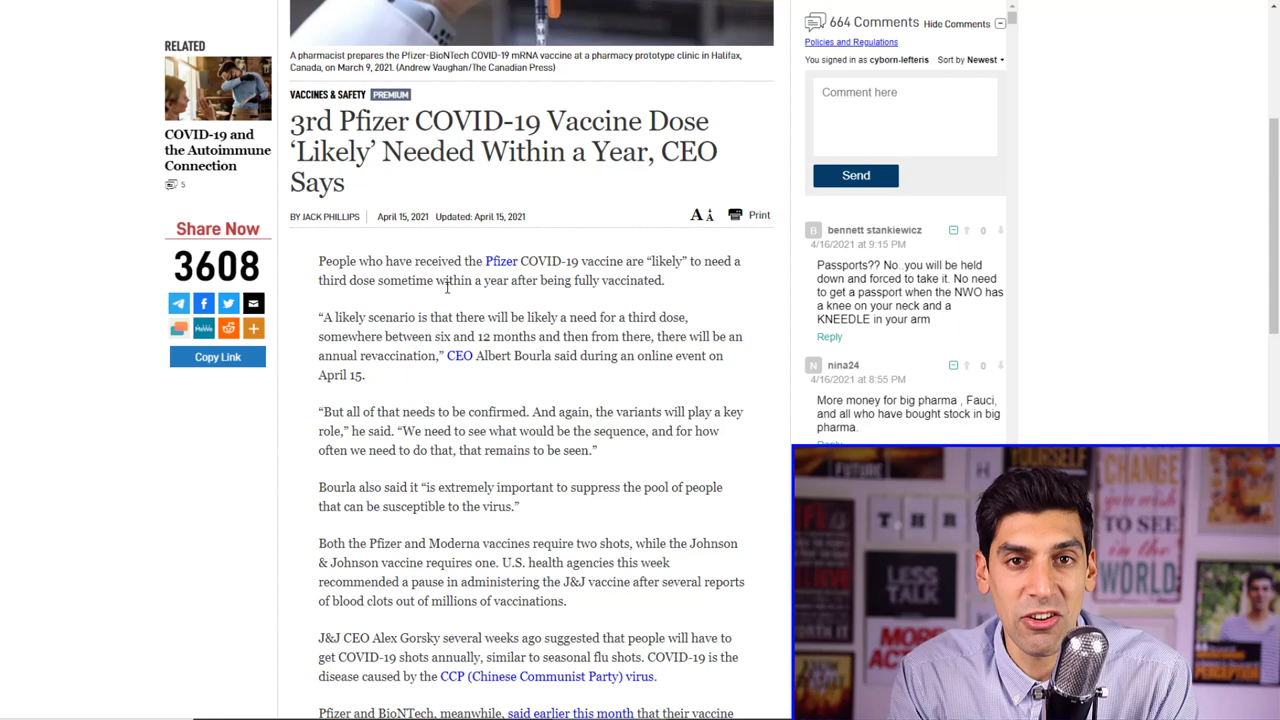 RELATED
COVID-19 and
the Autoimmune
Connection
5
Share Now
3608
Copy Link
A pharmacist prepares the Pfizer-BioNTech COVID-19 mRNA vaccine at a pharmacy prototype clinic in Halifax,
Canada, on March 9, 2021. (Andrew Vaughan/The Canadian Press)
VACCINES & SAFETY PREMIUM
3rd Pfizer COVID-19 Vaccine Dose
‘Likely’ Needed Within a Year, CEO
Says
BY JACK PHILLIPS April 15, 2021 Updated: April 15, 2021 A A Print
People who have received the Pfizer COVID-19 vaccine are “likely” to need a
third dose sometime within a year after being fully vaccinated.
“A likely scenario is that there will be likely a need for a third dose,
somewhere between six and 12 months and then from there, there will be an
annual revaccination,” CEO Albert Bourla said during an online event on
April 15.
“But all of that needs to be confirmed. And again, the variants will play a key
role,” he said. “We need to see what would be the sequence, and for how
often we need to do that, that remains to be seen.”
Bourla also said it “is extremely important to suppress the pool of people
that can be susceptible to the virus.”
Both the Pfizer and Moderna vaccines require two shots, while the Johnson
& Johnson vaccine requires one. U.S. health agencies this week
recommended a pause in administering the J&J vaccine after several reports
of blood clots out of millions of vaccinations.
J&J CEO Alex Gorsky several weeks ago suggested that people will have to
get COVID-19 shots annually, similar to seasonal flu shots. COVID-19 is the
disease caused by the CCP (Chinese Communist Party) virus.
Pfizer and BioNTech, meanwhile, said earlier this month that their vaccine
664 Comments Hide Comments
Policies and Regulations
You signed in as cyborn-lefteris Sort by Newest
Comment here
Send
B bennett stankiewicz 0
4/16/2021 at 9:15 PM
Passports?? No..you will be held
down and forced to take it. No need
to get a passport when the NWO has
a knee on your neck and a
KNEEDLE in your arm
Reply
N nina24 0
4/16/2021 at 8:55 PM
More money for big pharma , Fauci,
and all who have bought stock in big
pharma.
Reply
FUTURE
YOURSELF
CHANGE
TO SEE
WORLD
THR
LESS
TALK
MORE